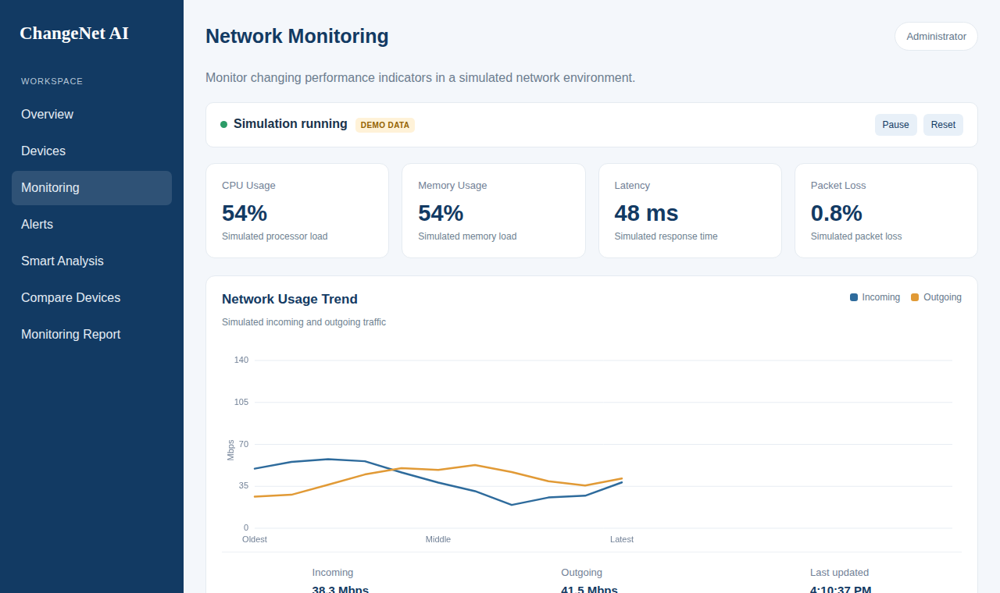 ChangeNet AI
WORKSPACE
Overview
Devices
Monitoring
Alerts
Smart Analysis
Compare Devices
Monitoring Report
Network Monitoring
Administrator
Monitor changing performance indicators in a simulated network environment.
Simulation running DEMO DATA
Pause Reset
CPU Usage
54%
Simulated processor load
Memory Usage
54%
Simulated memory load
Latency
48 ms
Simulated response time
Packet Loss
0.8%
Simulated packet loss
Network Usage Trend
Incoming Outgoing
Simulated incoming and outgoing traffic
140
105
70
35
0
Mbps
Oldest Middle Latest
Incoming
38.3 Mbps
Outgoing
41.5 Mbps
Last updated
4:10:37 PM